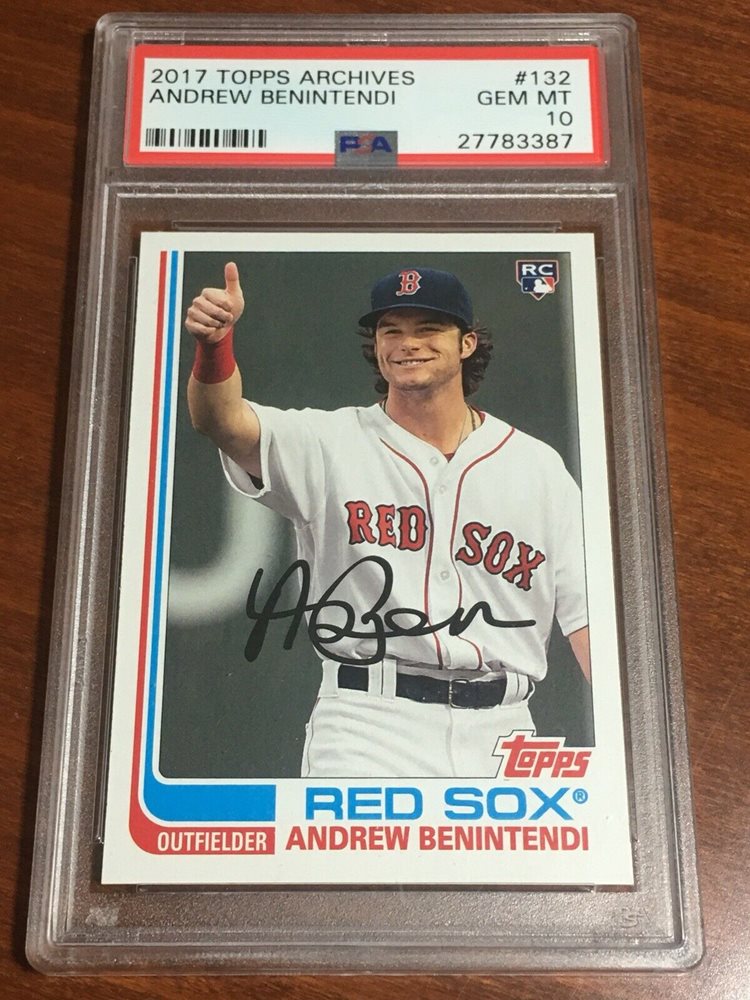 2017 TOPPS ARCHIVES #132
ANDREW BENINTENDI GEM MT
10
PSA 27783387
B
RC
RED SOX
A Ben
TOPPS
RED SOX®
OUTFIELDER ANDREW BENINTENDI